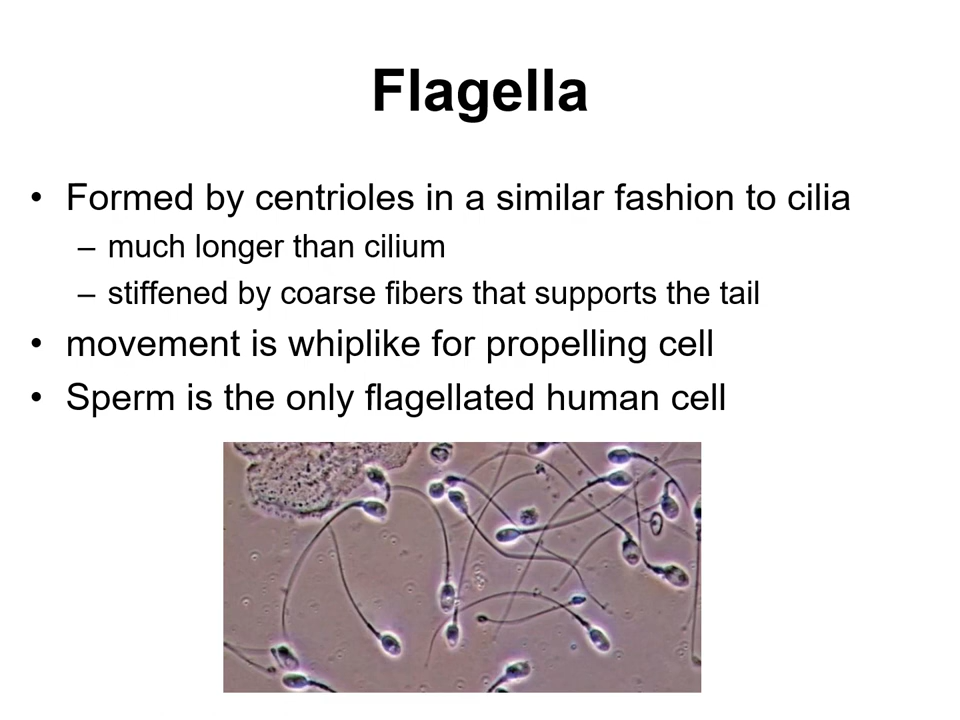 Flagella
• Formed by centrioles in a similar fashion to cilia
– much longer than cilium
– stiffened by coarse fibers that supports the tail
• movement is whiplike for propelling cell
• Sperm is the only flagellated human cell